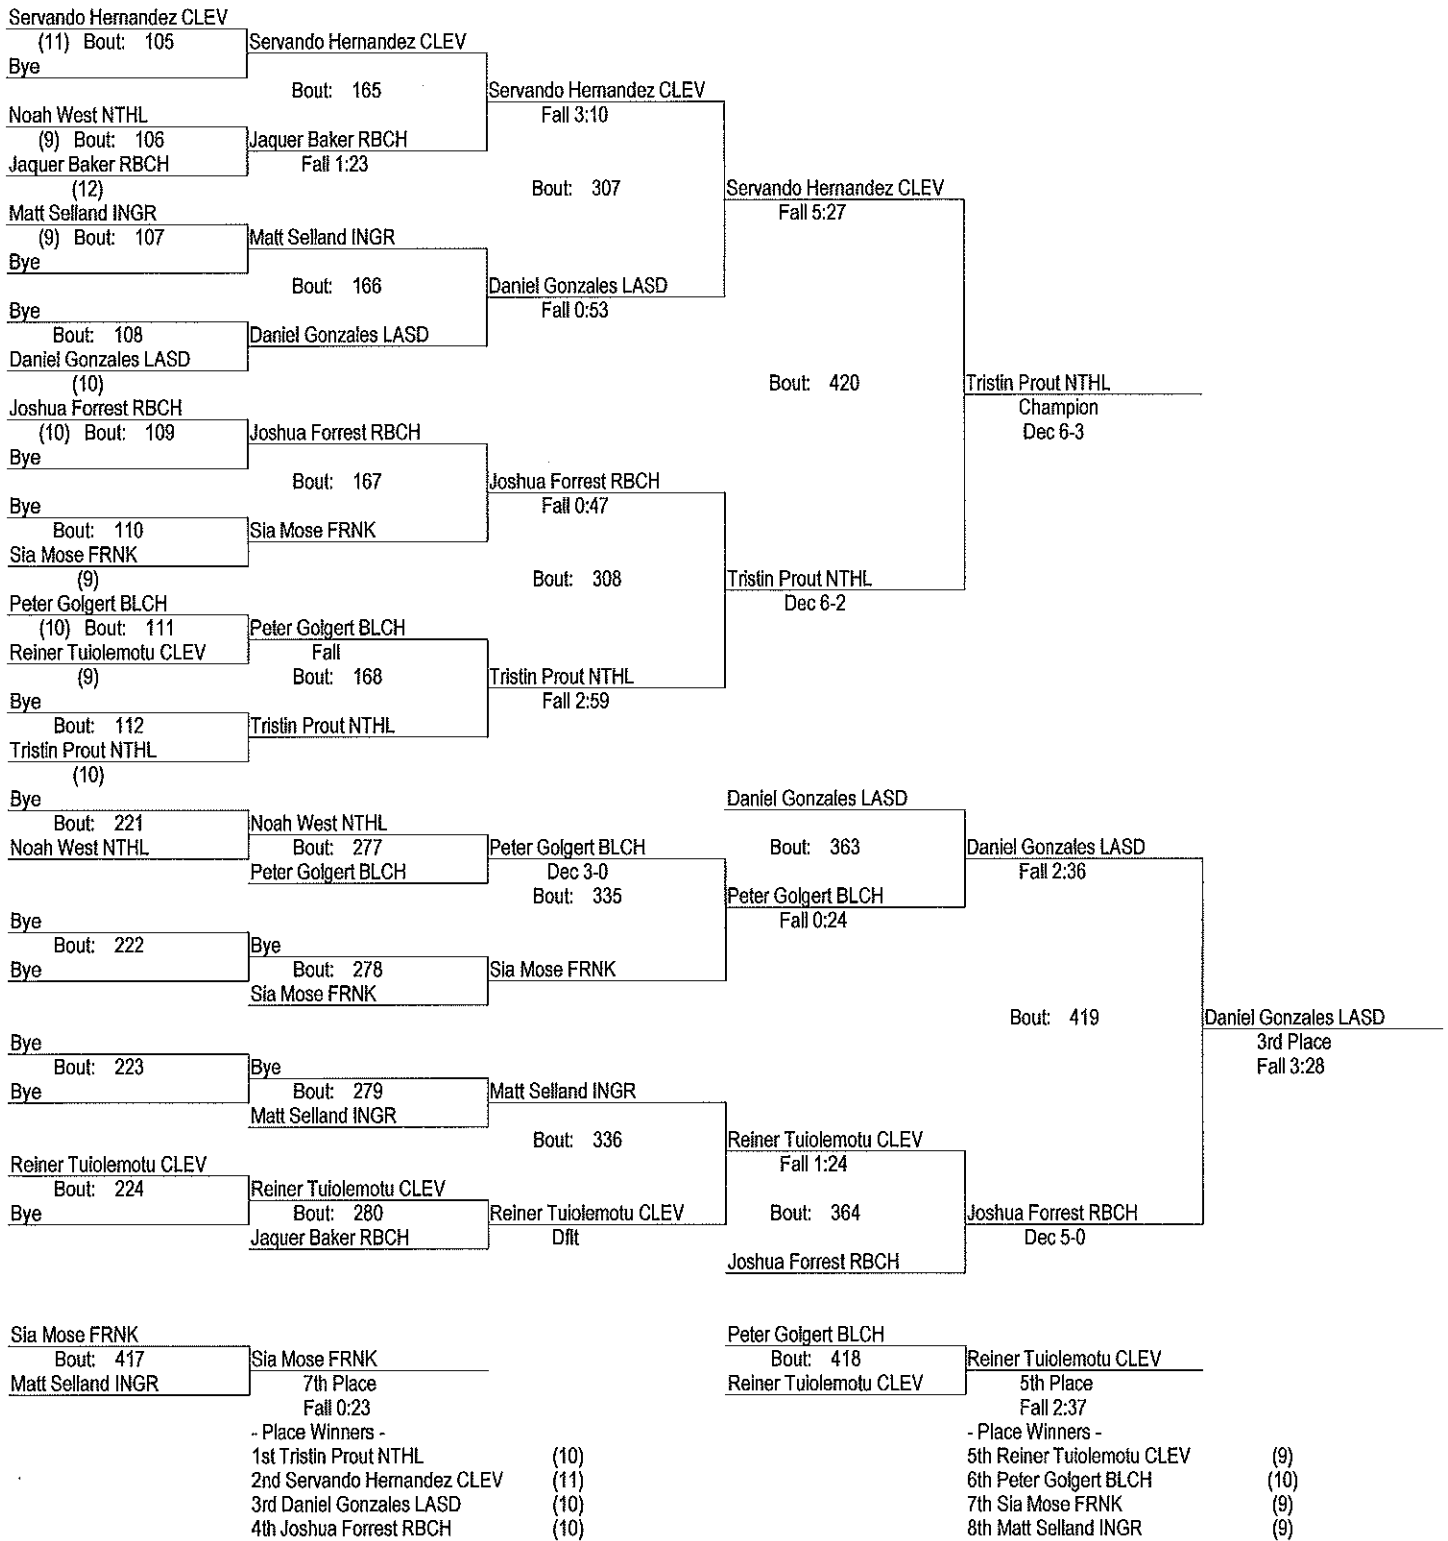 Servando Hernandez CLEV
(11) Bout: 105
Bye
Servando Hernandez CLEV
Bout: 165
Noah West NTHL
(9) Bout: 106
Jaquer Baker RBCH
(12)
Jaquer Baker RBCH
Fall 1:23
Servando Hernandez CLEV
Fall 3:10
Bout: 307
Matt Selland INGR
(9) Bout: 107
Bye
Matt Selland INGR
Bout: 166
Bye
Bout: 108
Daniel Gonzales LASD
(10)
Daniel Gonzales LASD
Daniel Gonzales LASD
Fall 0:53
Servando Hernandez CLEV
Fall 5:27
Bout: 420
Tristin Prout NTHL
Champion
Dec 6-3
Joshua Forrest RBCH
(10) Bout: 109
Bye
Joshua Forrest RBCH
Bout: 167
Bye
Bout: 110
Sia Mose FRNK
(9)
Sia Mose FRNK
Joshua Forrest RBCH
Fall 0:47
Bout: 308
Tristin Prout NTHL
Dec 6-2
Peter Golgert BLCH
(10) Bout: 111
Reiner Tuiolemotu CLEV
(9)
Peter Golgert BLCH
Fall
Bout: 168
Bye
Bout: 112
Tristin Prout NTHL
(10)
Tristin Prout NTHL
Tristin Prout NTHL
Fall 2:59
Bye
Bout: 221
Noah West NTHL
Noah West NTHL
Bout: 277
Peter Golgert BLCH
Peter Golgert BLCH
Dec 3-0
Bout: 335
Bye
Bout: 222
Bye
Bye
Bout: 278
Sia Mose FRNK
Sia Mose FRNK
Daniel Gonzales LASD
Bout: 363
Peter Golgert BLCH
Fall 0:24
Daniel Gonzales LASD
Fall 2:36
Bout: 419
Daniel Gonzales LASD
3rd Place
Fall 3:28
Bye
Bout: 223
Bye
Bye
Bout: 279
Matt Selland INGR
Matt Selland INGR
Bout: 336
Reiner Tuiolemotu CLEV
Bout: 224
Bye
Reiner Tuiolemotu CLEV
Bout: 280
Jaquer Baker RBCH
Reiner Tuiolemotu CLEV
Dflt
Reiner Tuiolemotu CLEV
Fall 1:24
Bout: 364
Joshua Forrest RBCH
Joshua Forrest RBCH
Dec 5-0
Sia Mose FRNK
Bout: 417
Matt Selland INGR
Sia Mose FRNK
7th Place
Fall 0:23
Peter Golgert BLCH
Bout: 418
Reiner Tuiolemotu CLEV
Reiner Tuiolemotu CLEV
5th Place
Fall 2:37
- Place Winners -
1st Tristin Prout NTHL (10)
2nd Servando Hernandez CLEV (11)
3rd Daniel Gonzales LASD (10)
4th Joshua Forrest RBCH (10)
- Place Winners -
5th Reiner Tuiolemotu CLEV (9)
6th Peter Golgert BLCH (10)
7th Sia Mose FRNK (9)
8th Matt Selland INGR (9)